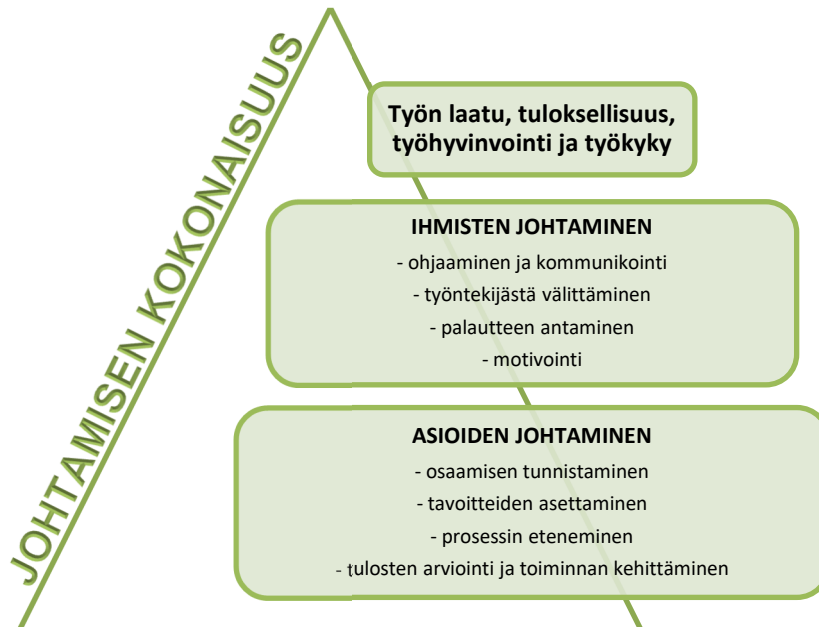 JOHTAMISEN KOKONAISUUS
Työn laatu, tuloksellisuus,
työhyvinvointi ja työkyky
IHMISTEN JOHTAMINEN
- ohjaaminen ja kommunikointi
- työntekijästä välittäminen
- palautteen antaminen
- motivointi
ASIOIDEN JOHTAMINEN
- osaamisen tunnistaminen
- tavoitteiden asettaminen
- prosessin eteneminen
- tulosten arviointi ja toiminnan kehittäminen